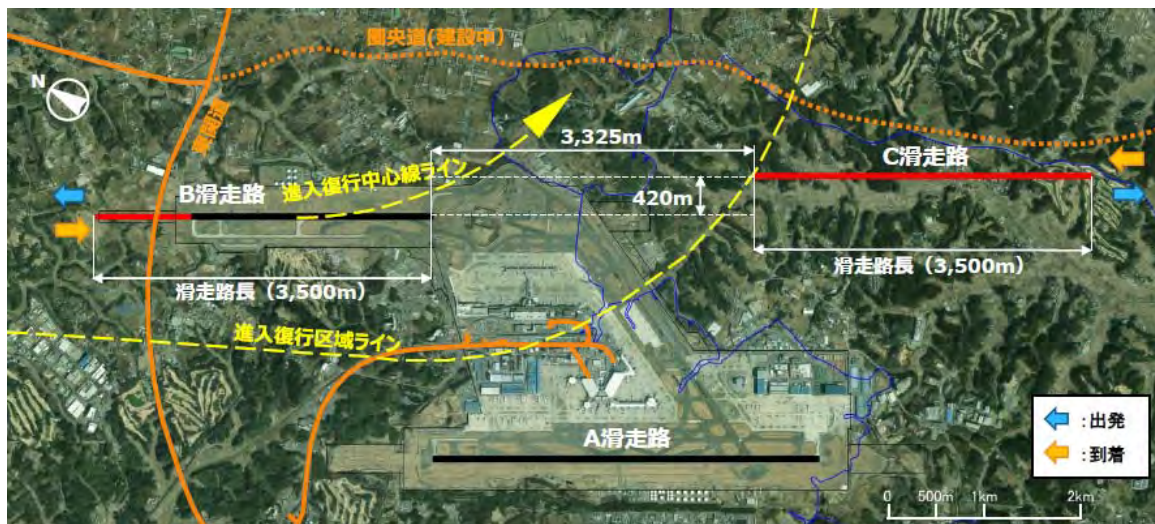 圏央道(建設中)
N
東関道
3,325m
C滑走路
進入復行中心線ライン
B滑走路
420m
滑走路長（3,500m）
滑走路長（3,500m）
進入復行区域ライン
A滑走路
：出発
：到着
0 500m 1km 2km